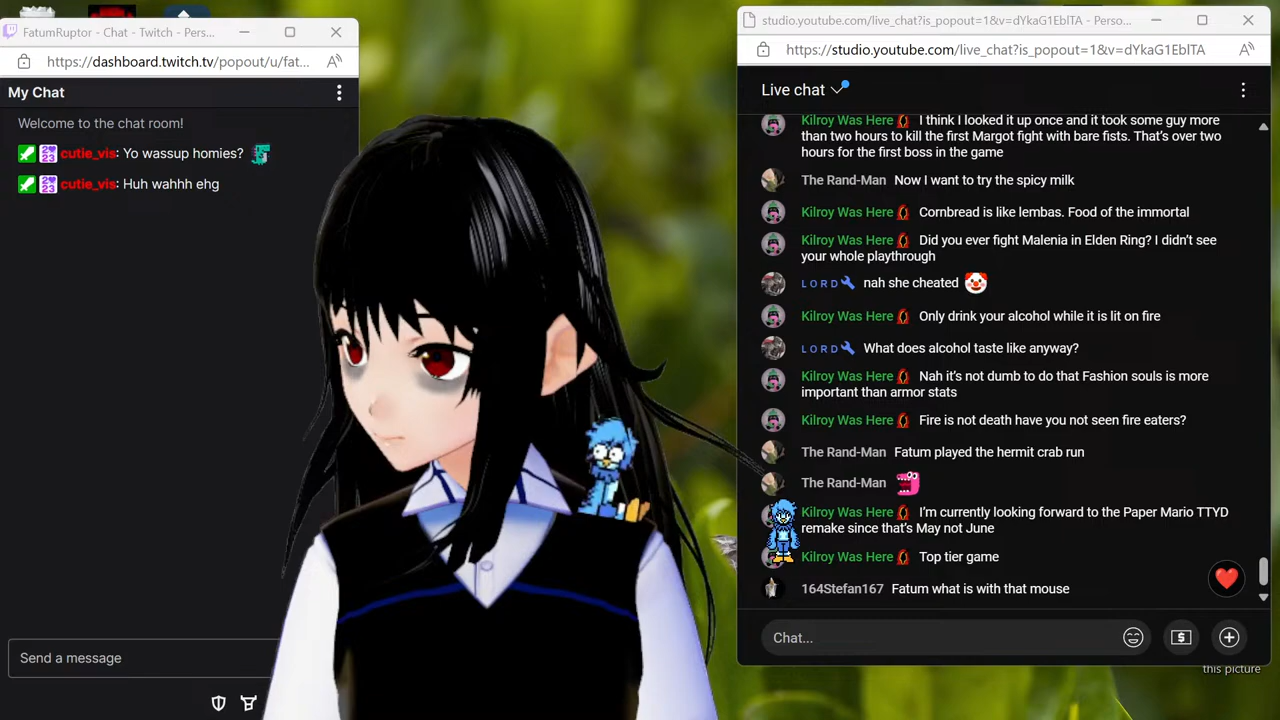 FatumRuptor - Chat - Twitch - Pers...
https://dashboard.twitch.tv/popout/u/fat...
My Chat
Welcome to the chat room!
cutie_vis: Yo wassup homies?
cutie_vis: Huh wahhh ehg
Send a message
studio.youtube.com/live_chat?is_popout=1&v=dYkaG1EblTA - Perso...
https://studio.youtube.com/live_chat?is_popout=1&v=dYkaG1EblTA
Live chat
Kilroy Was Here I think I looked it up once and it took some guy more
than two hours to kill the first Margot fight with bare fists. That's over two
hours for the first boss in the game
The Rand-Man Now I want to try the spicy milk
Kilroy Was Here Cornbread is like lembas. Food of the immortal
Kilroy Was Here Did you ever fight Malenia in Elden Ring? I didn't see
your whole playthrough
L O R D nah she cheated
Kilroy Was Here Only drink your alcohol while it is lit on fire
L O R D What does alcohol taste like anyway?
Kilroy Was Here Nah it's not dumb to do that Fashion souls is more
important than armor stats
Kilroy Was Here Fire is not death have you not seen fire eaters?
The Rand-Man Fatum played the hermit crab run
The Rand-Man
Kilroy Was Here I'm currently looking forward to the Paper Mario TTYD
remake since that's May not June
Kilroy Was Here Top tier game
164Stefan167 Fatum what is with that mouse
Chat...
this picture